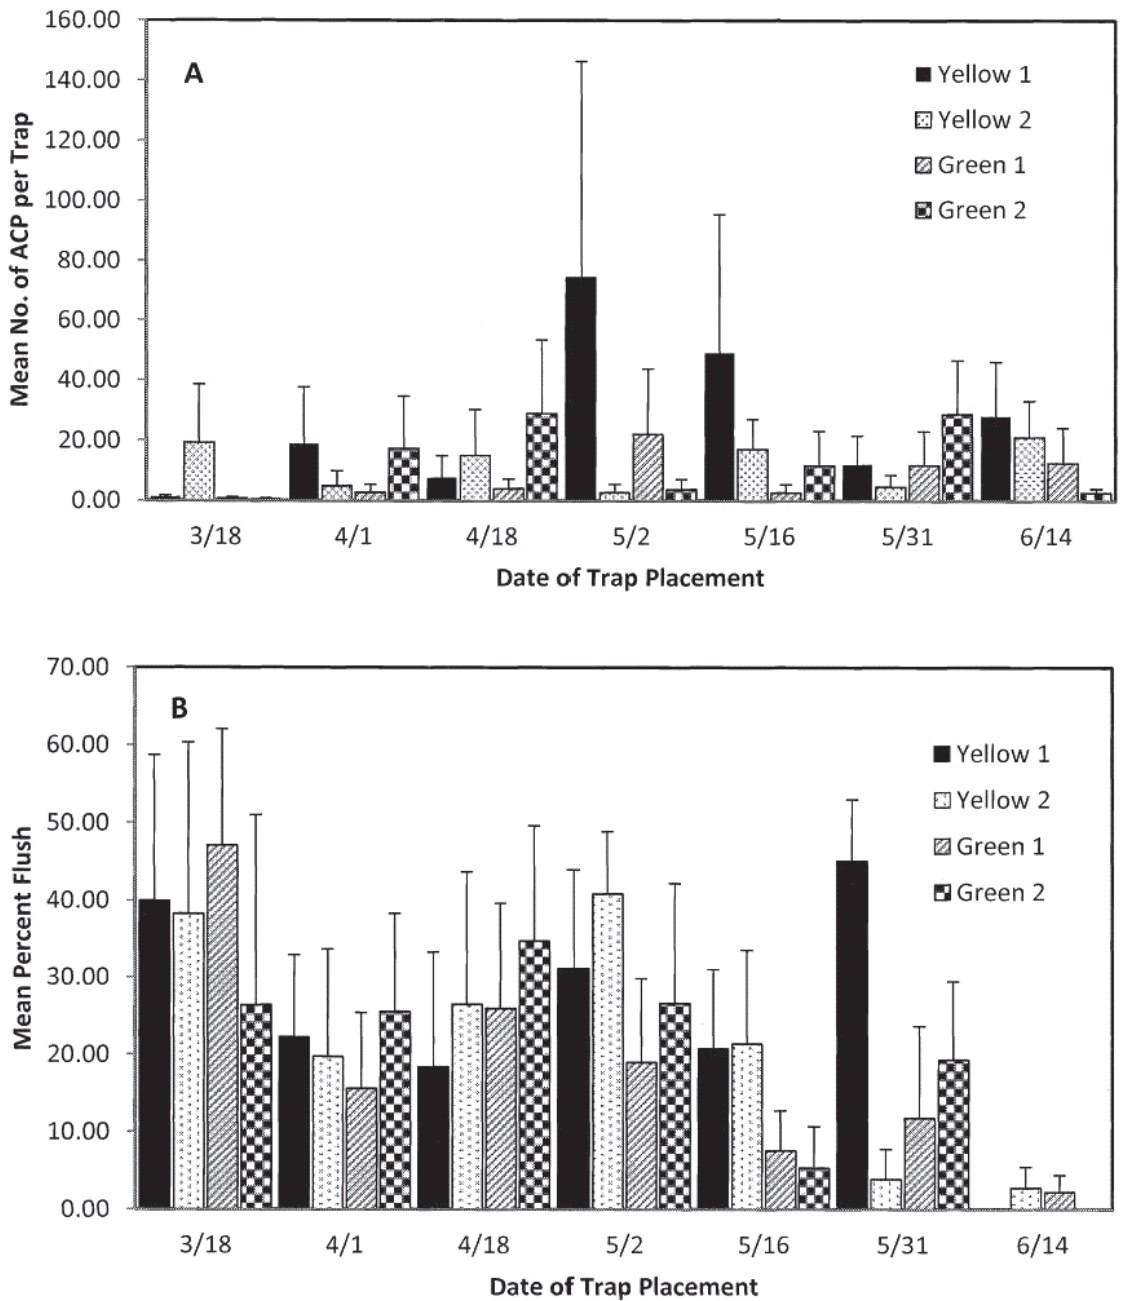 160.00
140.00
120.00
100.00
80.00
60.00
40.00
20.00
0.00
Mean No. of ACP per Trap
A
Yellow 1
Yellow 2
Green 1
Green 2
3/18 4/1 4/18 5/2 5/16 5/31 6/14
Date of Trap Placement
70.00
60.00
50.00
40.00
30.00
20.00
10.00
0.00
Mean Percent Flush
B
Yellow 1
Yellow 2
Green 1
Green 2
3/18 4/1 4/18 5/2 5/16 5/31 6/14
Date of Trap Placement